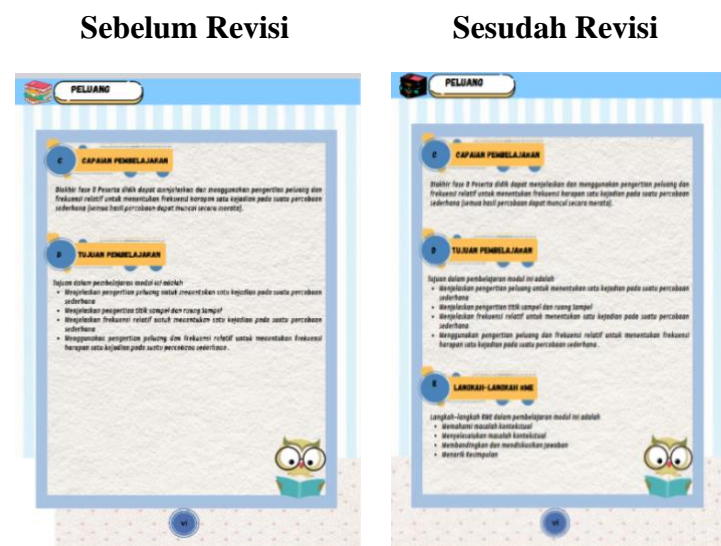 Sebelum Revisi
Sesudah Revisi
PELUANG
C
CAPAIAN PEMBELAJARAN
Diakhir fase D Peserta didik dapat menjelaskan dan menggunakan pengertian peluang dan
frekuensi relatif untuk menentukan frekuensi harapan satu kejadian pada suatu percobaan
sederhana (semua hasil percobaan dapat muncul secara merata).
D
TUJUAN PEMBELAJARAN
Tujuan dalam pembelajaran modul ini adalah
• Menjelaskan pengertian peluang untuk menentukan satu kejadian pada suatu percobaan
sederhana
• Menjelaskan pengertian titik sampel dan ruang sampel
• Menjelaskan frekuensi relatif untuk menentukan satu kejadian pada suatu percobaan
sederhana
• Menggunakan pengertian peluang dan frekuensi relatif untuk menentukan frekuensi
harapan satu kejadian pada suatu percobaan sederhana.
vi
PELUANG
C
CAPAIAN PEMBELAJARAN
Diakhir fase D Peserta didik dapat menjelaskan dan menggunakan pengertian peluang dan
frekuensi relatif untuk menentukan frekuensi harapan satu kejadian pada suatu percobaan
sederhana (semua hasil percobaan dapat muncul secara merata).
D
TUJUAN PEMBELAJARAN
Tujuan dalam pembelajaran modul ini adalah
• Menjelaskan pengertian peluang untuk menentukan satu kejadian pada suatu percobaan
sederhana
• Menjelaskan pengertian titik sampel dan ruang sampel
• Menjelaskan frekuensi relatif untuk menentukan satu kejadian pada suatu percobaan
sederhana
• Menggunakan pengertian peluang dan frekuensi relatif untuk menentukan frekuensi
harapan satu kejadian pada suatu percobaan sederhana.
E
LANGKAH-LANGKAH RME
Langkah-langkah RME dalam pembelajaran modul ini adalah
• Memahami masalah kontekstual
• Menyelesaiakan masalah kontekstual
• Membandingkan dan mendiskusikan jawaban
• Menarik Kesimpulan
vi